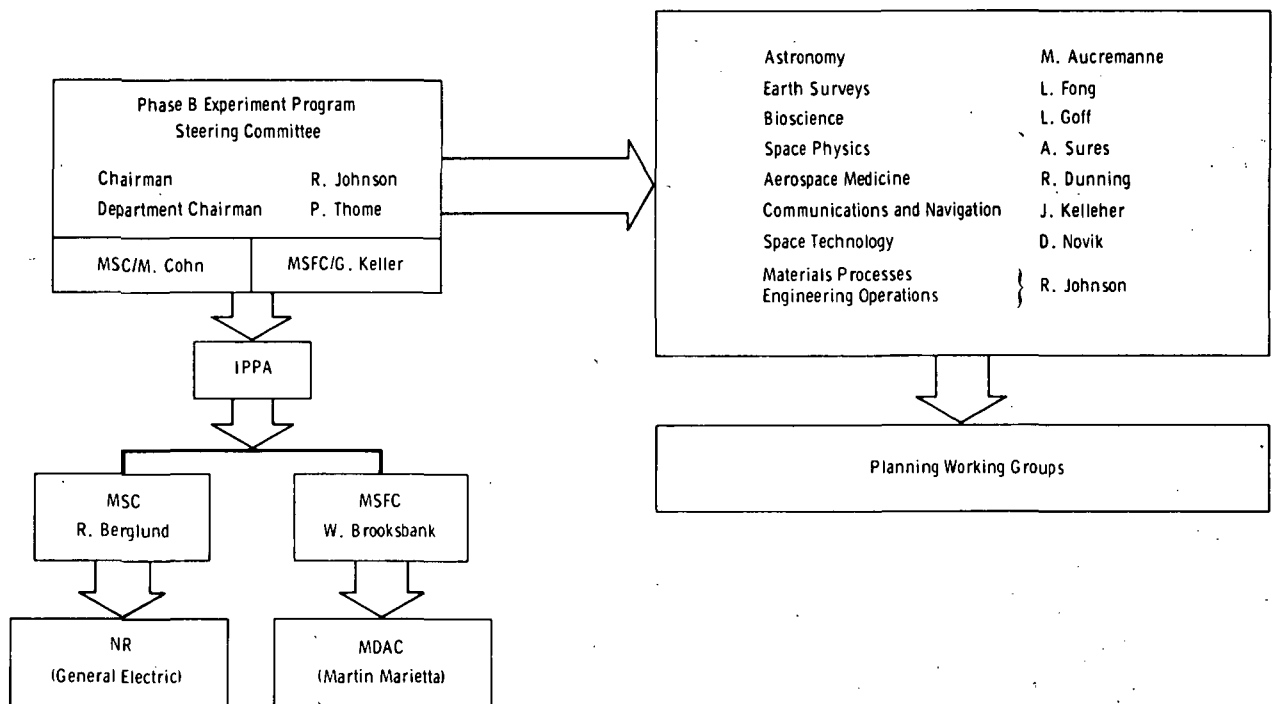 Phase B Experiment Program
Steering Committee
Chairman R. Johnson
Department Chairman P. Thome
MSC/M. Cohn MSFC/G. Keller
IPPA
MSC
R. Berglund
MSFC
W. Brooksbank
NR
(General Electric)
MDAC
(Martin Marietta)
Astronomy M. Aucremanne
Earth Surveys L. Fong
Bioscience L. Goff
Space Physics A. Sures
Aerospace Medicine R. Dunning
Communications and Navigation J. Kelleher
Space Technology D. Novik
Materials Processes
Engineering Operations } R. Johnson
Planning Working Groups